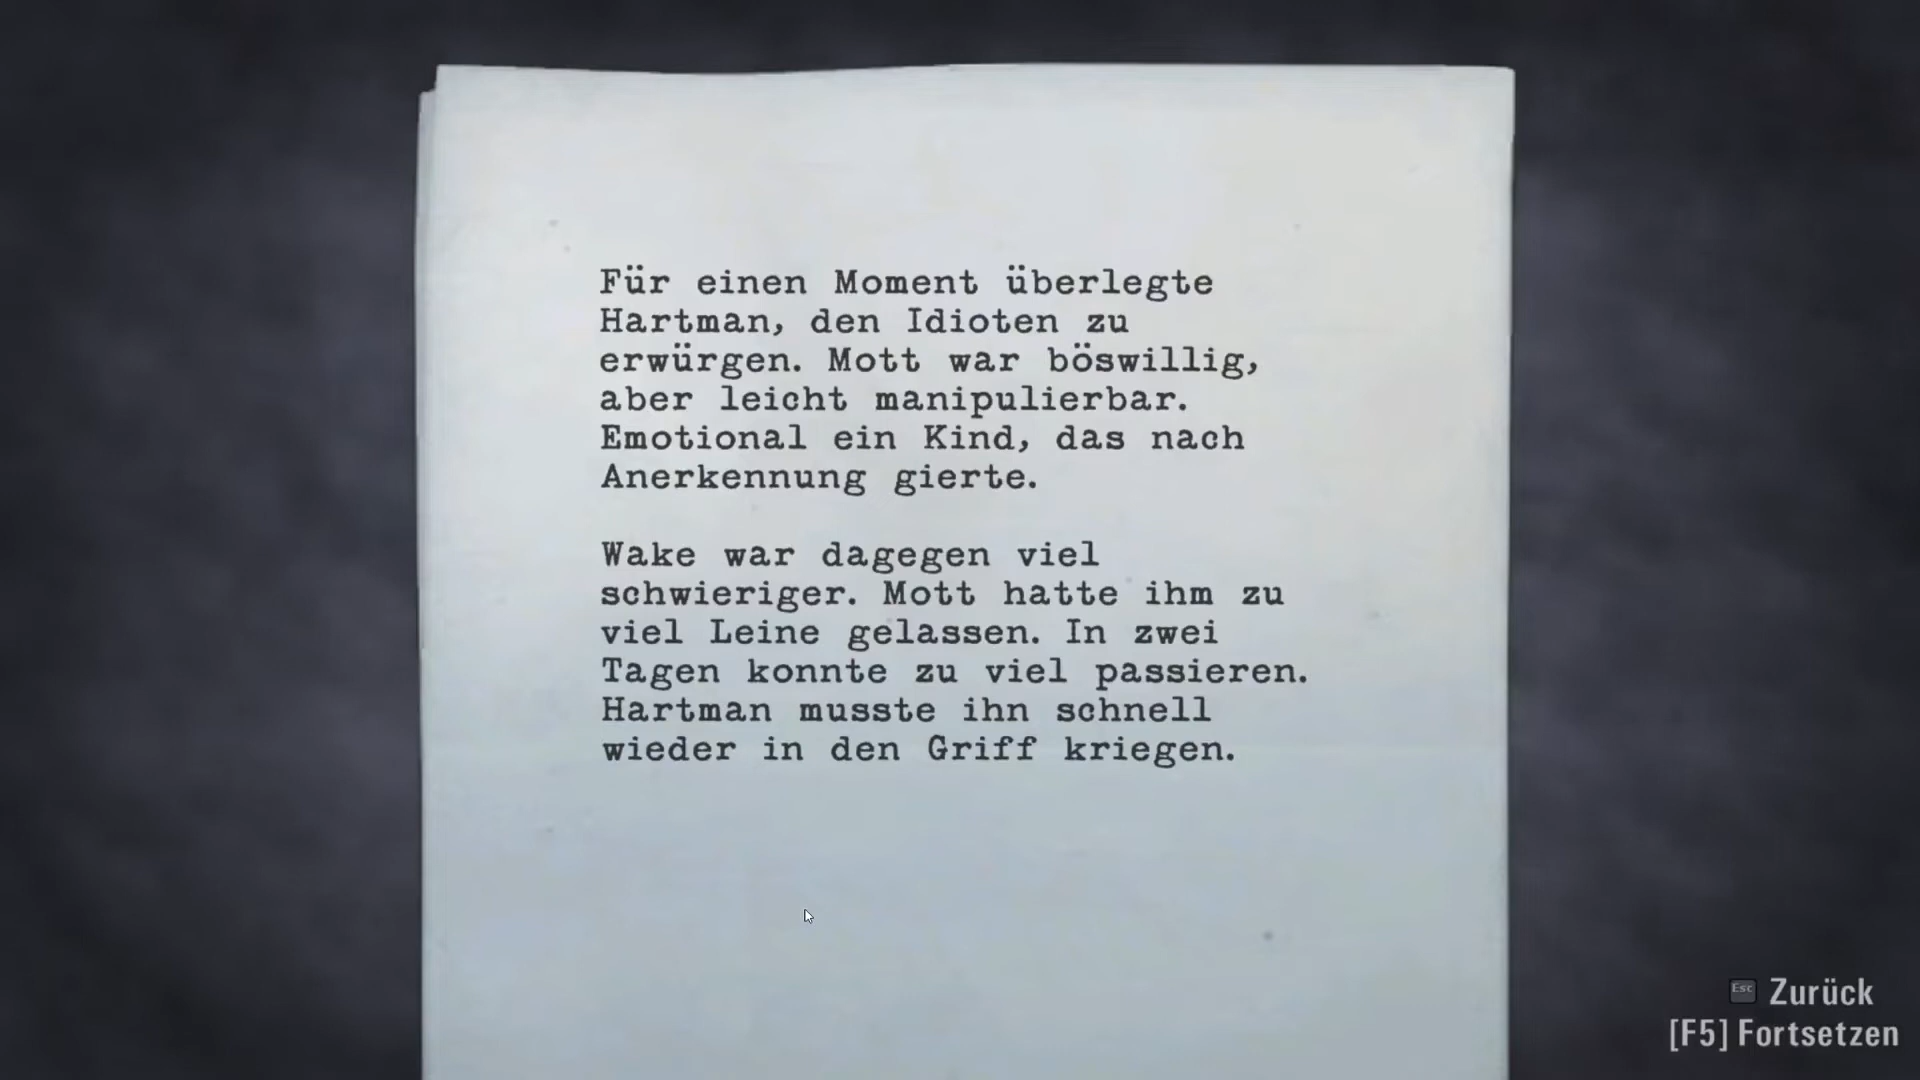 Für einen Moment überlegte
Hartman, den Idioten zu
erwürgen. Mott war böswillig,
aber leicht manipulierbar.
Emotional ein Kind, das nach
Anerkennung gierte.
Wake war dagegen viel
schwieriger. Mott hatte ihm zu
viel Leine gelassen. In zwei
Tagen konnte zu viel passieren.
Hartman musste ihn schnell
wieder in den Griff kriegen.
Esc Zurück
[F5] Fortsetzen